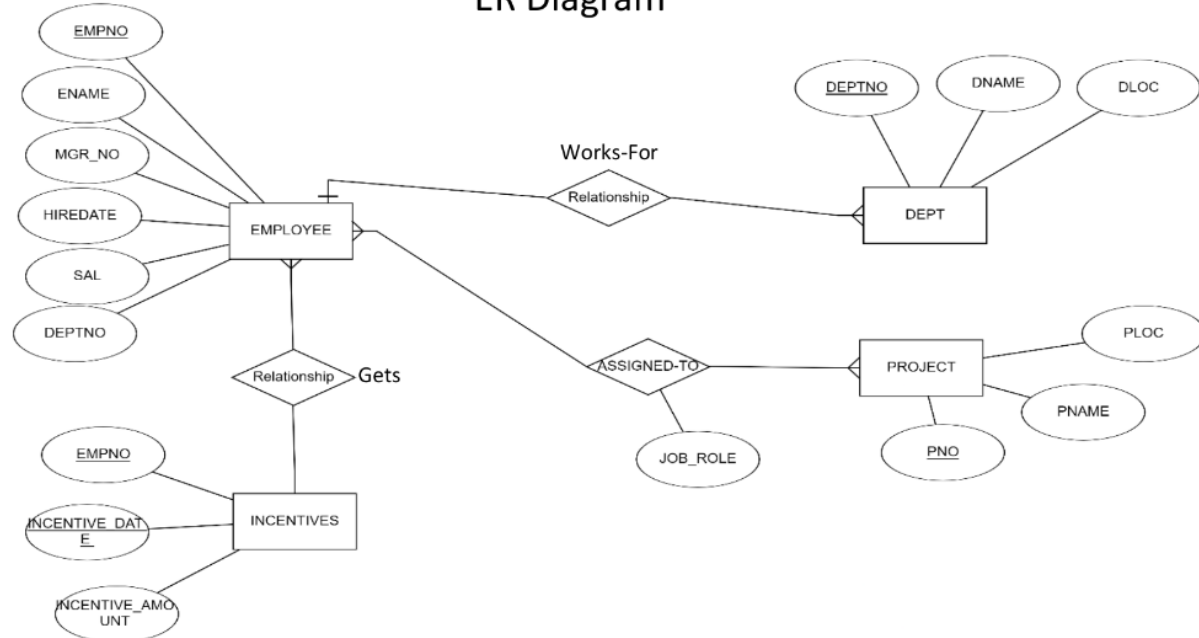 ER Diagram
EMPNO
ENAME
MGR_NO
HIREDATE
SAL
DEPTNO
EMPLOYEE
Works-For
Relationship
DEPTNO
DNAME
DLOC
DEPT
Relationship
Gets
ASSIGNED-TO
JOB_ROLE
PROJECT
PLOC
PNAME
PNO
EMPNO
INCENTIVE_DAT
E
INCENTIVE_AMO
UNT
INCENTIVES